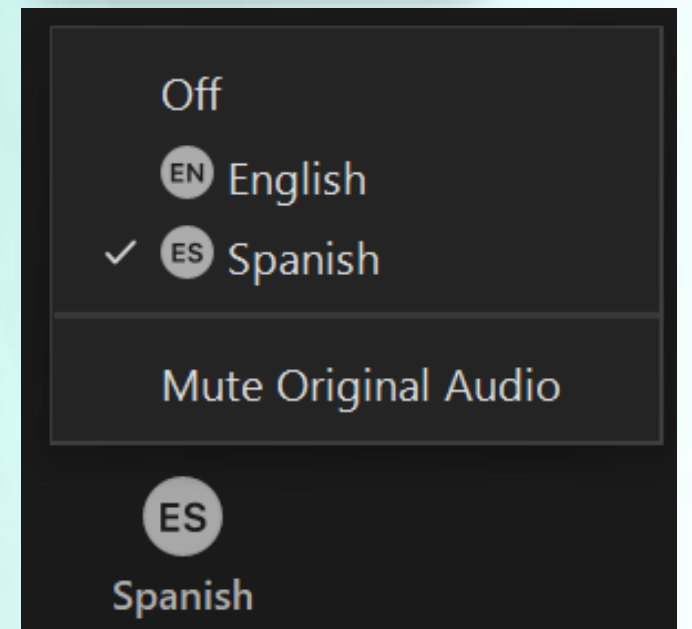 Off
EN English
ES Spanish
Mute Original Audio
ES
Spanish